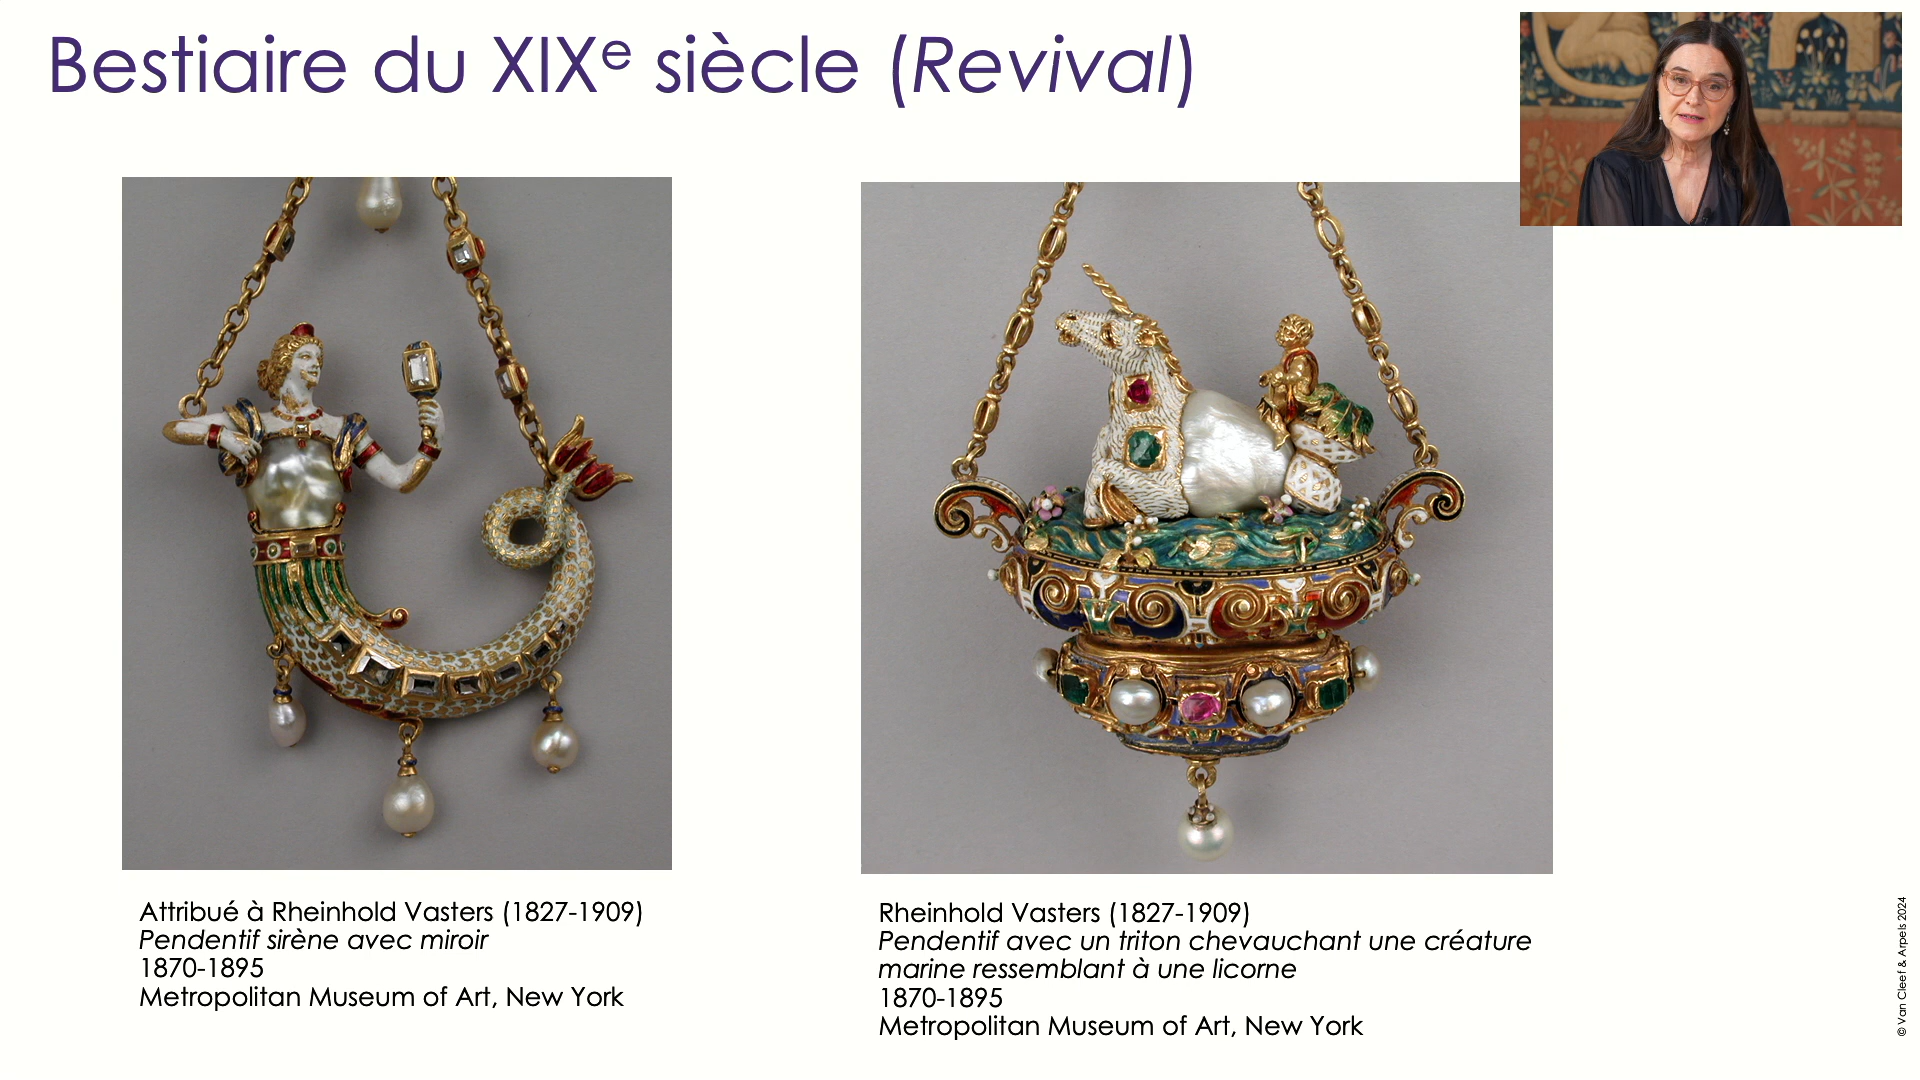 Bestiaire du XIXe siècle (Revival)
Attribué à Rheinhold Vasters (1827-1909)
Pendentif sirène avec miroir
1870-1895
Metropolitan Museum of Art, New York
Rheinhold Vasters (1827-1909)
Pendentif avec un triton chevauchant une créature
marine ressemblant à une licorne
1870-1895
Metropolitan Museum of Art, New York
© Van Cleef & Arpels 2024